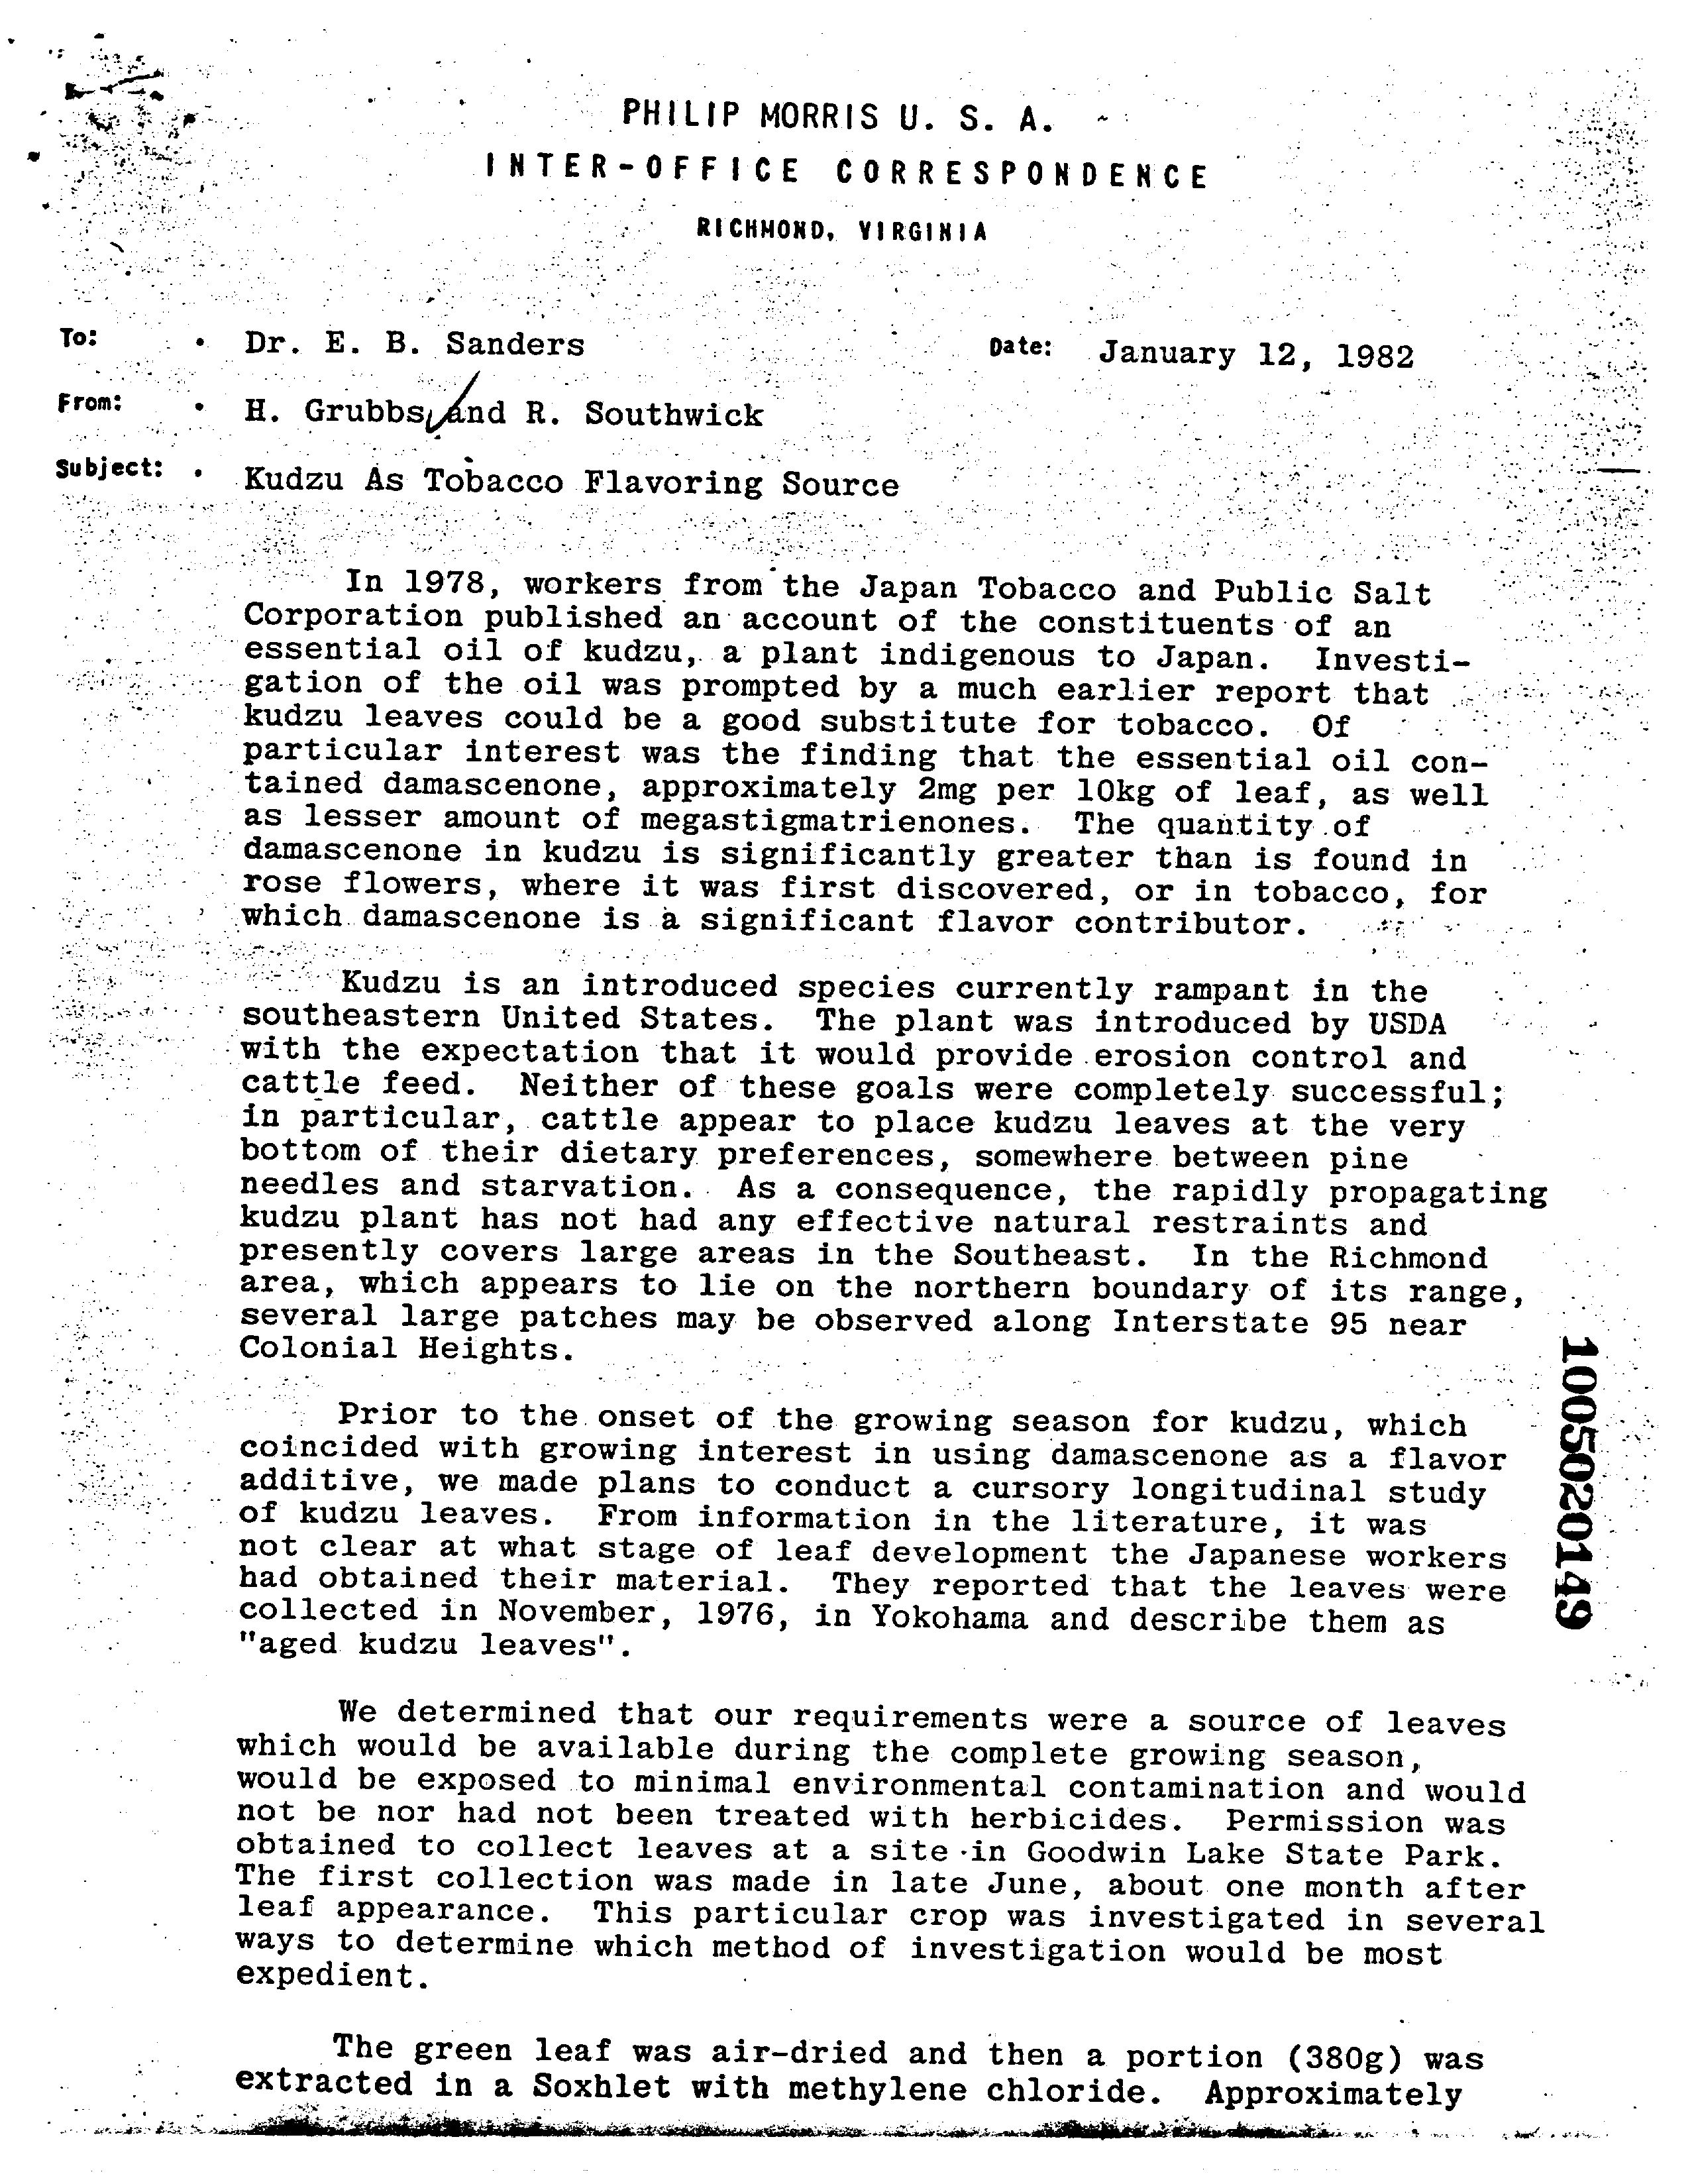 PHILIP MORRIS U. S. A.
INTER-OFFICE CORRESPONDENCE
RICHMOND, VIRGINIA
To: . Dr. E. B. Sanders Date: January 12, 1982
From: . H. Grubbs and R. Southwick
Subject: . Kudzu As Tobacco Flavoring Source
In 1978, workers from the Japan Tobacco and Public Salt
Corporation published an account of the constituents of an
essential oil of kudzu, a plant indigenous to Japan. Investi-
gation of the oil was prompted by a much earlier report that
kudzu leaves could be a good substitute for tobacco. Of
particular interest was the finding that the essential oil con-
tained damascenone, approximately 2mg per 10kg of leaf, as well
as lesser amount of megastigmatrienones. The quantity of
damascenone in kudzu is significantly greater than is found in
rose flowers, where it was first discovered, or in tobacco, for
which damascenone is a significant flavor contributor.
Kudzu is an introduced species currently rampant in the
southeastern United States. The plant was introduced by USDA
with the expectation that it would provide erosion control and
cattle feed. Neither of these goals were completely successful;
in particular, cattle appear to place kudzu leaves at the very
bottom of their dietary preferences, somewhere between pine
needles and starvation. As a consequence, the rapidly propagating
kudzu plant has not had any effective natural restraints and
presently covers large areas in the Southeast. In the Richmond
area, which appears to lie on the northern boundary of its range,
several large patches may be observed along Interstate 95 near
Colonial Heights.
Prior to the onset of the growing season for kudzu, which
coincided with growing interest in using damascenone as a flavor
additive, we made plans to conduct a cursory longitudinal study
of kudzu leaves. From information in the literature, it was
not clear at what stage of leaf development the Japanese workers
had obtained their material. They reported that the leaves were
collected in November, 1976, in Yokohama and describe them as
"aged kudzu leaves".
We determined that our requirements were a source of leaves
which would be available during the complete growing season,
would be exposed to minimal environmental contamination and would
not be nor had not been treated with herbicides. Permission was
obtained to collect leaves at a site in Goodwin Lake State Park.
The first collection was made in late June, about one month after
leaf appearance. This particular crop was investigated in several
ways to determine which method of investigation would be most
expedient.
The green leaf was air-dried and then a portion (380g) was
extracted in a Soxhlet with methylene chloride. Approximately
1005020149